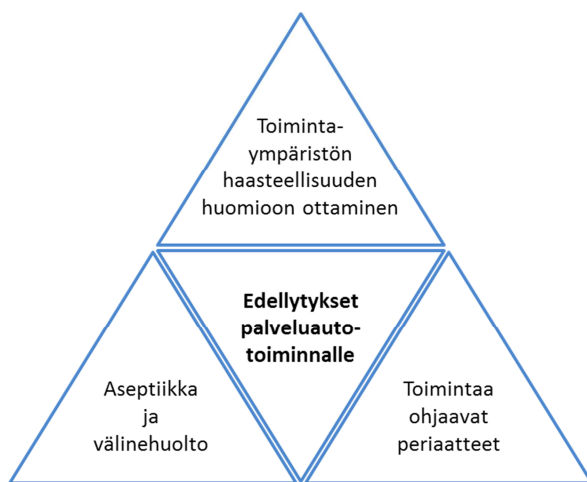 Toiminta-
ympäristön
haasteellisuuden
huomioon ottaminen
Edellytykset
palveluauto-
toiminnalle
Aseptiikka
ja
välinehuolto
Toimintaa
ohjaavat
periaatteet